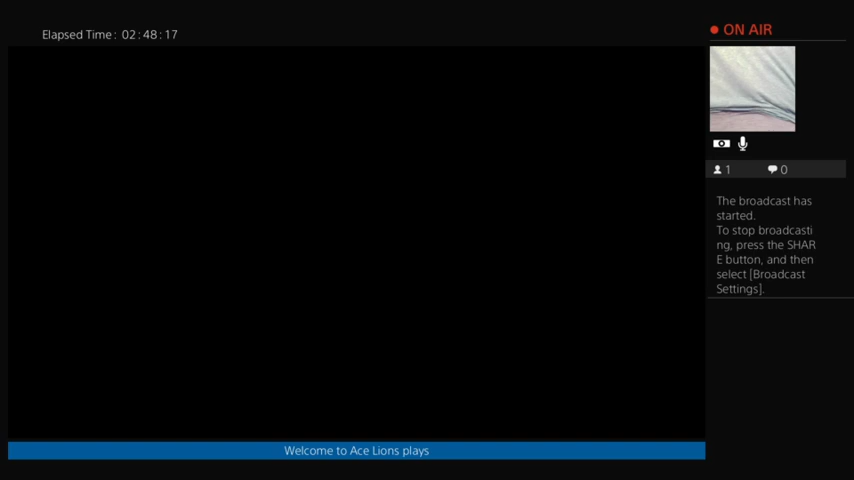 Elapsed Time: 02:48:17
ON AIR
1 0
The broadcast has
started.
To stop broadcasti
ng, press the SHAR
E button, and then
select [Broadcast
Settings].
Welcome to Ace Lions plays